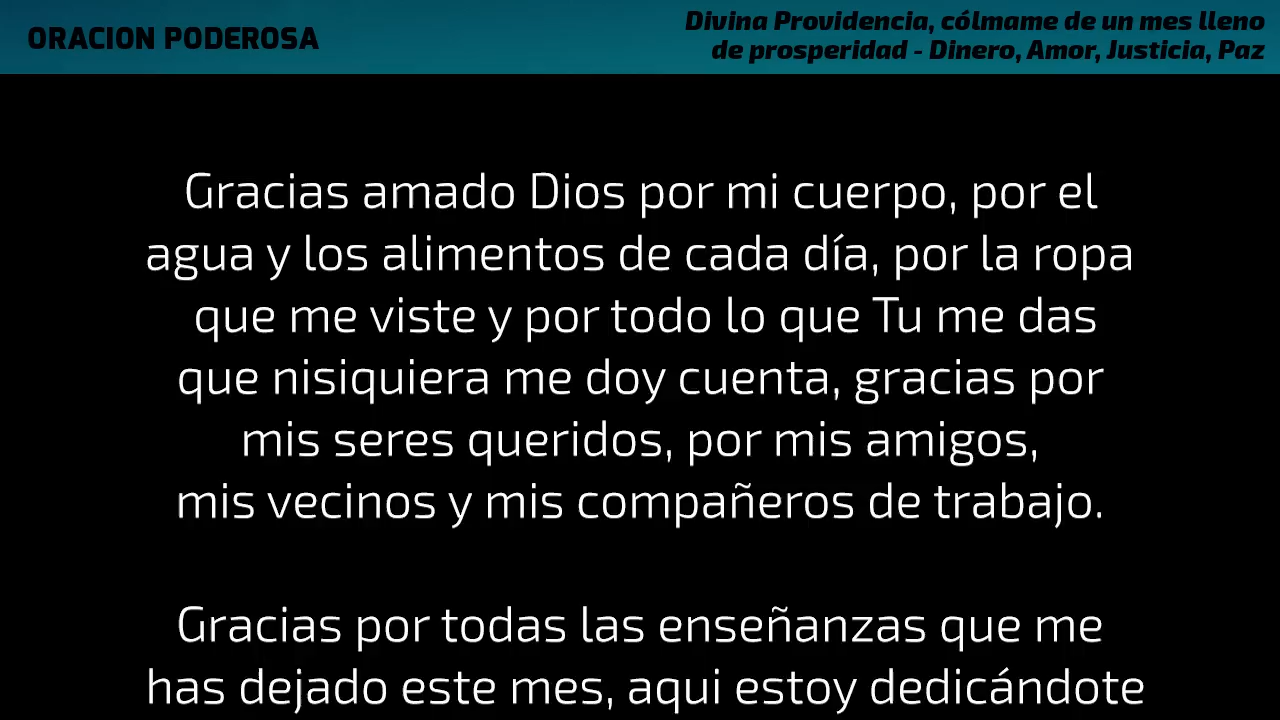 ORACION PODEROSA
Divina Providencia, cólmame de un mes lleno
de prosperidad - Dinero, Amor, Justicia, Paz
Gracias amado Dios por mi cuerpo, por el
agua y los alimentos de cada día, por la ropa
que me viste y por todo lo que Tu me das
que nisiquiera me doy cuenta, gracias por
mis seres queridos, por mis amigos,
mis vecinos y mis compañeros de trabajo.
Gracias por todas las enseñanzas que me
has dejado este mes, aqui estoy dedicándote